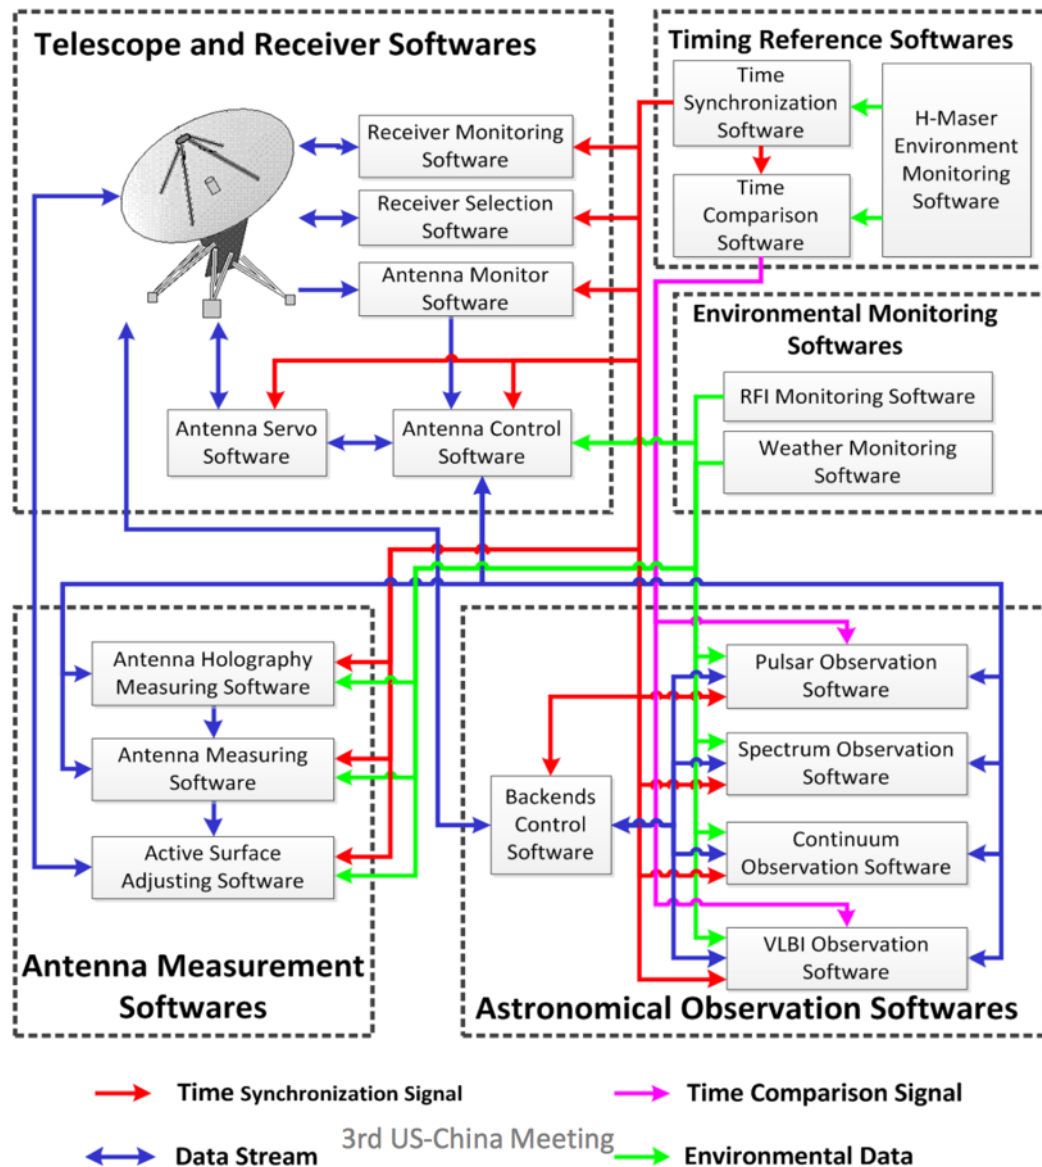 Telescope and Receiver Softwares
Receiver Monitoring
Software
Receiver Selection
Software
Antenna Monitor
Software
Antenna Servo
Software
Antenna Control
Software
Timing Reference Softwares
Time
Synchronization
Software
Time
Comparison
Software
H-Maser
Environment
Monitoring
Software
Environmental Monitoring
Softwares
RFI Monitoring Software
Weather Monitoring
Software
Antenna Holography
Measuring Software
Antenna Measuring
Software
Active Surface
Adjusting Software
Antenna Measurement
Softwares
Backends
Control
Software
Pulsar Observation
Software
Spectrum Observation
Software
Continuum
Observation Software
VLBI Observation
Software
Astronomical Observation Softwares
Time Synchronization Signal
Time Comparison Signal
Data Stream
3rd US-China Meeting
Environmental Data